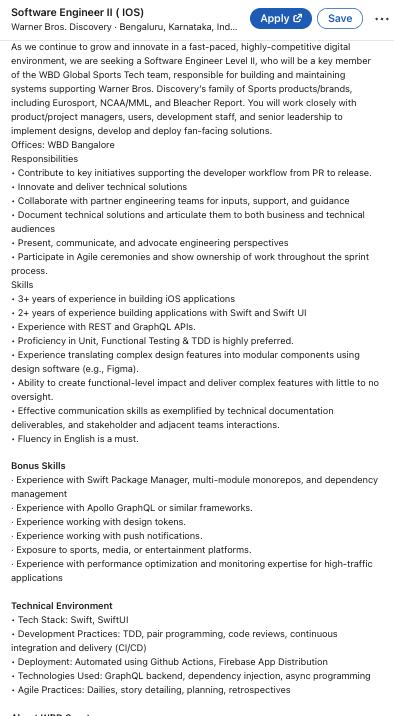 Software Engineer II ( IOS)
Warner Bros. Discovery · Bengaluru, Karnataka, Ind...
Apply
Save
As we continue to grow and innovate in a fast-paced, highly-competitive digital
environment, we are seeking a Software Engineer Level II, who will be a key member
of the WBD Global Sports Tech team, responsible for building and maintaining
systems supporting Warner Bros. Discovery's family of Sports products/brands,
including Eurosport, NCAA/MML, and Bleacher Report. You will work closely with
product/project managers, users, development staff, and senior leadership to
implement designs, develop and deploy fan-facing solutions.
Offices: WBD Bangalore
Responsibilities
• Contribute to key initiatives supporting the developer workflow from PR to release.
• Innovate and deliver technical solutions
• Collaborate with partner engineering teams for inputs, support, and guidance
• Document technical solutions and articulate them to both business and technical
audiences
• Present, communicate, and advocate engineering perspectives
• Participate in Agile ceremonies and show ownership of work throughout the sprint
process.
Skills
• 3+ years of experience in building iOS applications
• 2+ years of experience building applications with Swift and Swift UI
• Experience with REST and GraphQL APIs.
• Proficiency in Unit, Functional Testing & TDD is highly preferred.
• Experience translating complex design features into modular components using
design software (e.g., Figma).
• Ability to create functional-level impact and deliver complex features with little to no
oversight.
• Effective communication skills as exemplified by technical documentation
deliverables, and stakeholder and adjacent teams interactions.
• Fluency in English is a must.
Bonus Skills
· Experience with Swift Package Manager, multi-module monorepos, and dependency
management
· Experience with Apollo GraphQL or similar frameworks.
· Experience working with design tokens.
· Experience working with push notifications.
· Exposure to sports, media, or entertainment platforms.
· Experience with performance optimization and monitoring expertise for high-traffic
applications
Technical Environment
• Tech Stack: Swift, SwiftUI
• Development Practices: TDD, pair programming, code reviews, continuous
integration and delivery (CI/CD)
• Deployment: Automated using Github Actions, Firebase App Distribution
• Technologies Used: GraphQL backend, dependency injection, async programming
• Agile Practices: Dailies, story detailing, planning, retrospectives